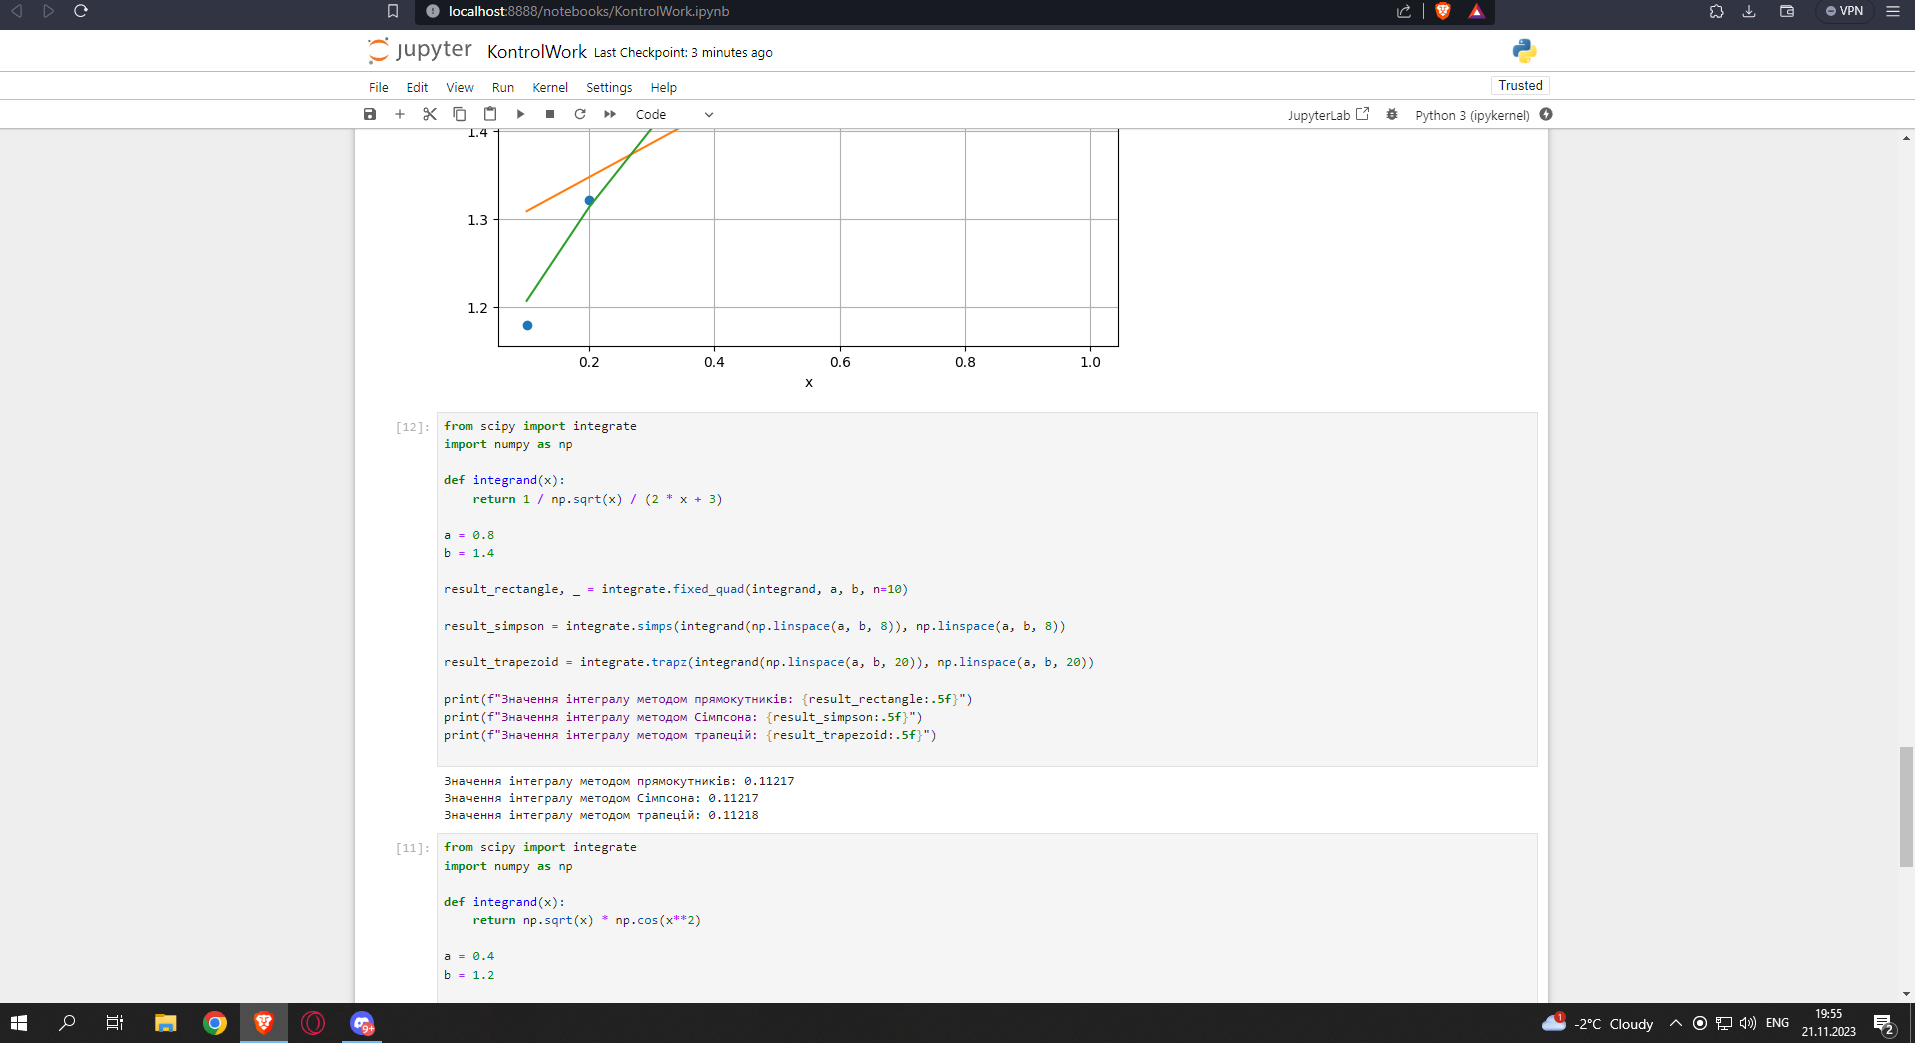 localhost:8888/notebooks/KontrolWork.ipynb
VPN
jupyter KontrolWork Last Checkpoint: 3 minutes ago
File Edit View Run Kernel Settings Help
Trusted
Code
JupyterLab
Python 3 (ipykernel)
1.4
1.3
1.2
0.2 0.4 0.6 0.8 1.0
x
[12]:
from scipy import integrate
import numpy as np
def integrand(x):
    return 1 / np.sqrt(x) / (2 * x + 3)
a = 0.8
b = 1.4
result_rectangle, _ = integrate.fixed_quad(integrand, a, b, n=10)
result_simpson = integrate.simps(integrand(np.linspace(a, b, 8)), np.linspace(a, b, 8))
result_trapezoid = integrate.trapz(integrand(np.linspace(a, b, 20)), np.linspace(a, b, 20))
print(f"Значення інтегралу методом прямокутників: {result_rectangle:.5f}")
print(f"Значення інтегралу методом Сімпсона: {result_simpson:.5f}")
print(f"Значення інтегралу методом трапецій: {result_trapezoid:.5f}")
Значення інтегралу методом прямокутників: 0.11217
Значення інтегралу методом Сімпсона: 0.11217
Значення інтегралу методом трапецій: 0.11218
[11]:
from scipy import integrate
import numpy as np
def integrand(x):
    return np.sqrt(x) * np.cos(x**2)
a = 0.4
b = 1.2
9+
1
-2°C Cloudy
ENG
19:55
21.11.2023
2